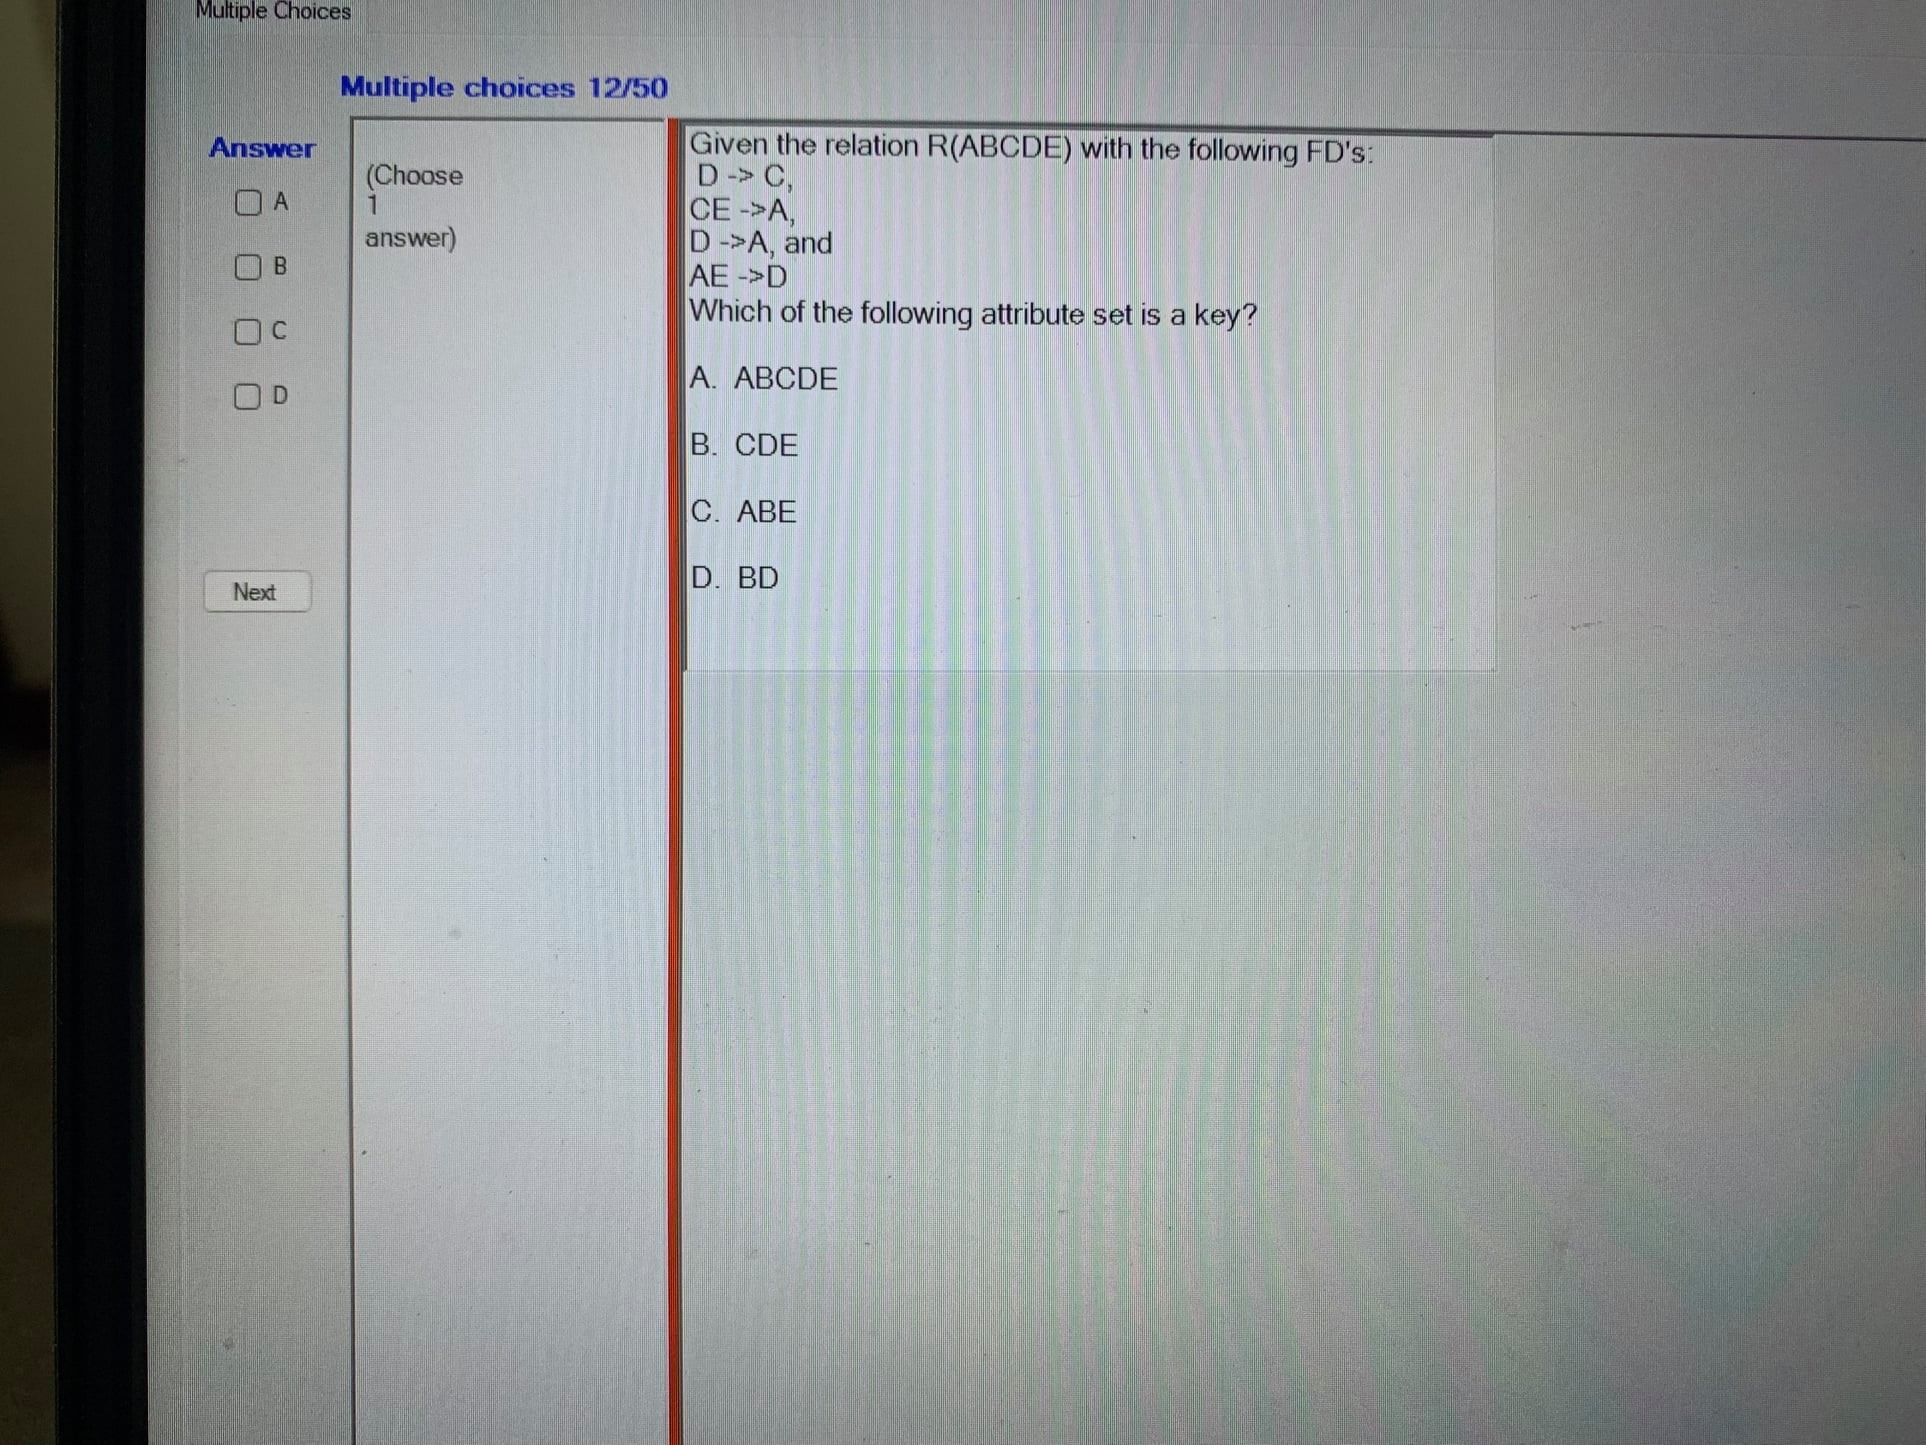 Multiple Choices
Multiple choices 12/50
Answer
A
B
C
D
Next
(Choose
1
answer)
Given the relation R(ABCDE) with the following FD's:
D -> C,
CE ->A,
D ->A, and
AE ->D
Which of the following attribute set is a key?
A. ABCDE
B. CDE
C. ABE
D. BD